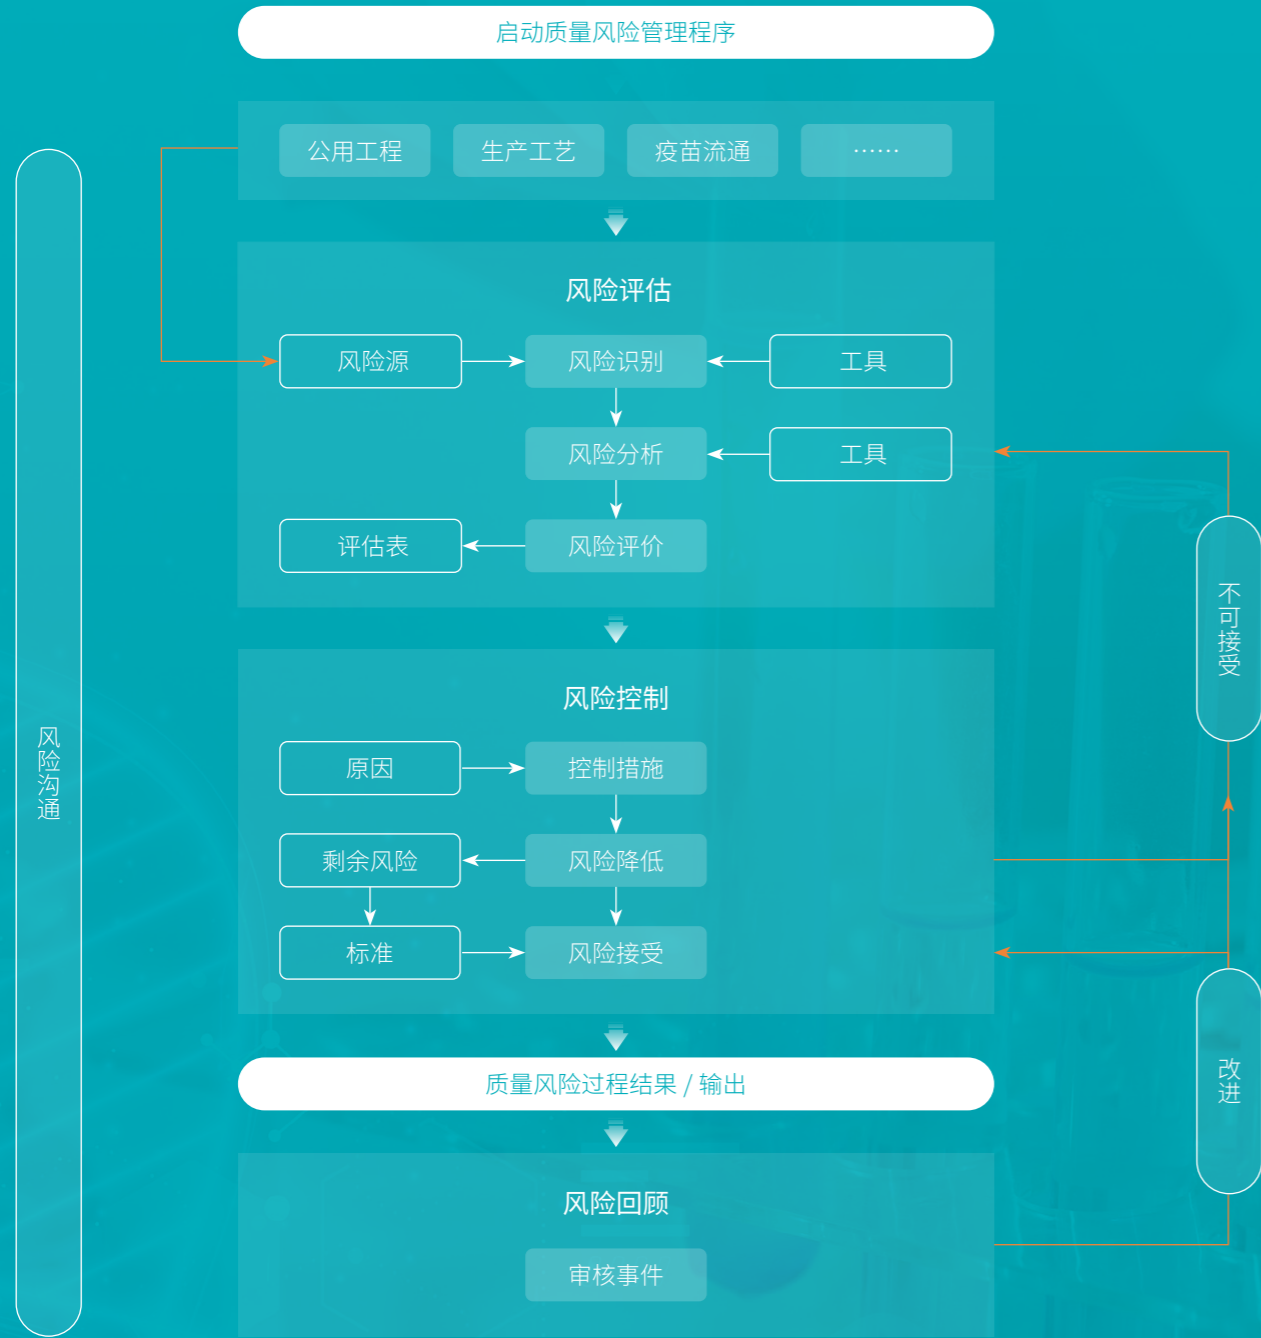 启动质量风险管理程序
公用工程
生产工艺
疫苗流通
······
风险评估
风险源
风险识别
工具
风险分析
工具
评估表
风险评价
风险控制
原因
控制措施
剩余风险
风险降低
标准
风险接受
质量风险过程结果 / 输出
风险回顾
审核事件
风险沟通
不可接受
改进